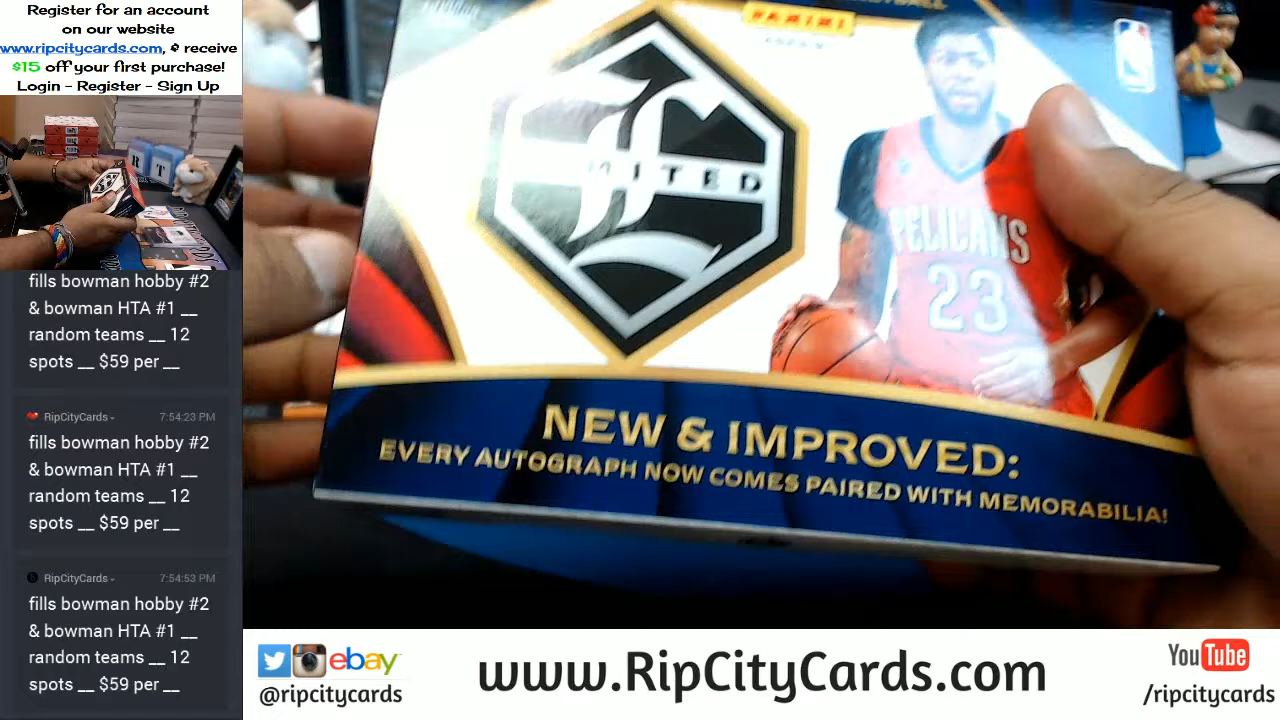 Register for an account
on our website
www.ripcitycards.com, & receive
$15 off your first purchase!
Login - Register - Sign Up
R T
fills bowman hobby #2
& bowman HTA #1 __
random teams __ 12
spots __ $59 per __
RipCityCards 7:54:23 PM
fills bowman hobby #2
& bowman HTA #1 __
random teams __ 12
spots __ $59 per __
RipCityCards 7:54:53 PM
fills bowman hobby #2
& bowman HTA #1 __
random teams __ 12
spots __ $59 per __
PANINI
PELICANS
23
NEW & IMPROVED:
EVERY AUTOGRAPH NOW COMES PAIRED WITH MEMORABILIA!
ebay
@ripcitycards
www.RipCityCards.com
YouTube
/ripcitycards